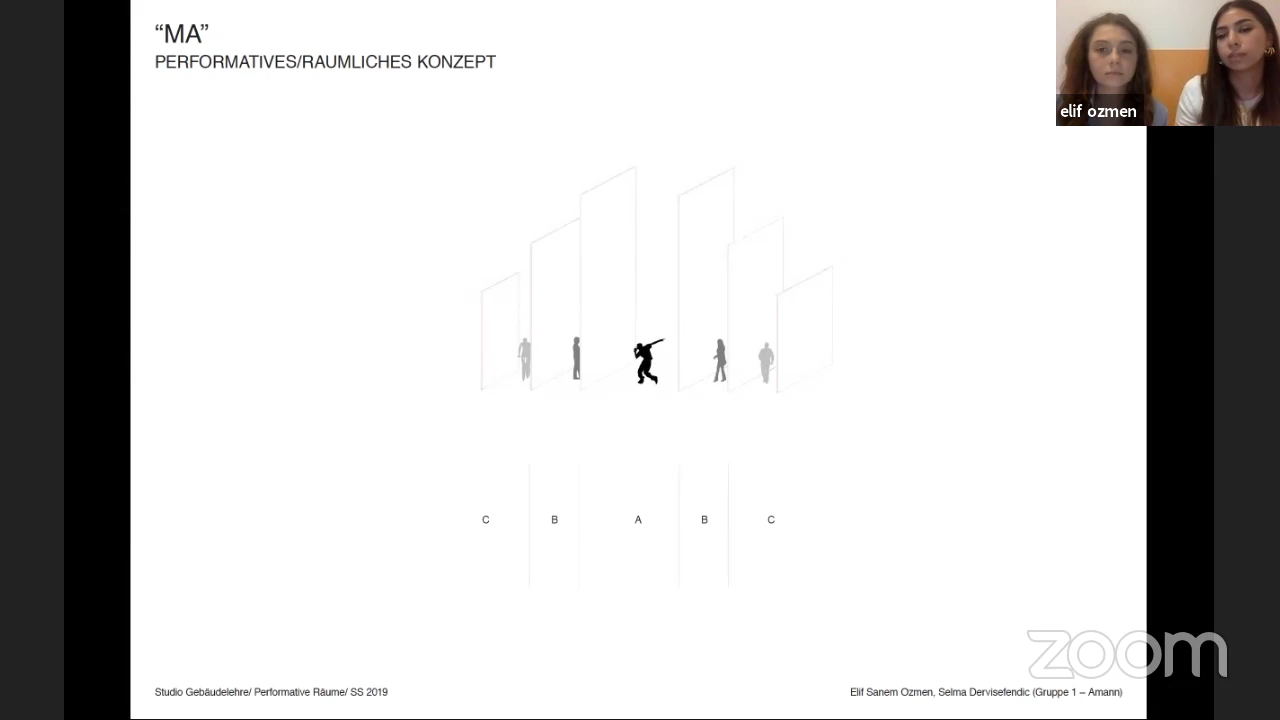 “MA”
PERFORMATIVES/RAUMLICHES KONZEPT
elif ozmen
C B A B C
zoom
Studio Gebäudelehre/ Performative Räume/ SS 2019
Elif Sanem Ozmen, Selma Dervisefendic (Gruppe 1 – Amann)